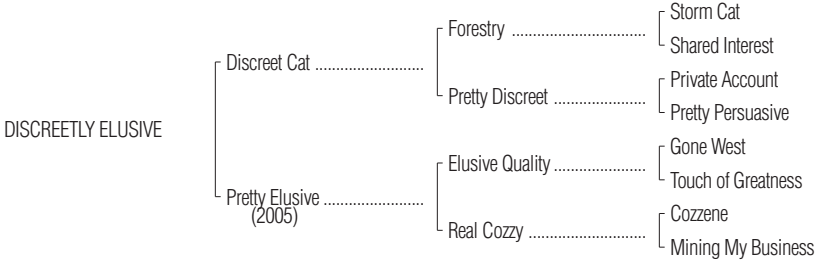 Storm Cat
Forestry ................................
Shared Interest
Discreet Cat ..........................
Private Account
Pretty Discreet ......................
Pretty Persuasive
DISCREETLY ELUSIVE
Gone West
Elusive Quality ......................
Touch of Greatness
Pretty Elusive ........................
(2005)
Cozzene
Real Cozzy ............................
Mining My Business